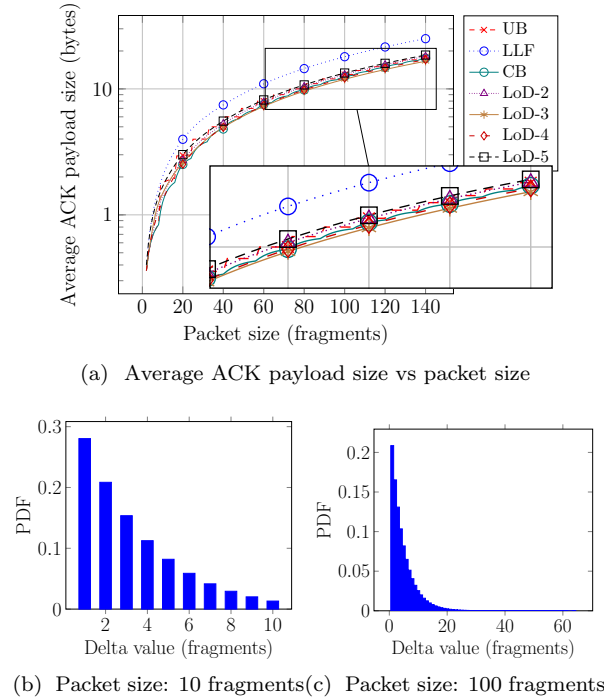 Average ACK payload size (bytes)
10
1
0
20
40
60
80
100
120
140
Packet size (fragments)
UB
LLF
CB
LoD-2
LoD-3
LoD-4
LoD-5
(a) Average ACK payload size vs packet size
PDF
0.3
0.2
0.1
0
2
4
6
8
10
Delta value (fragments)
(b) Packet size: 10 fragments
PDF
0.2
0.15
0.1
0.05
0
0
20
40
60
Delta value (fragments)
(c) Packet size: 100 fragments